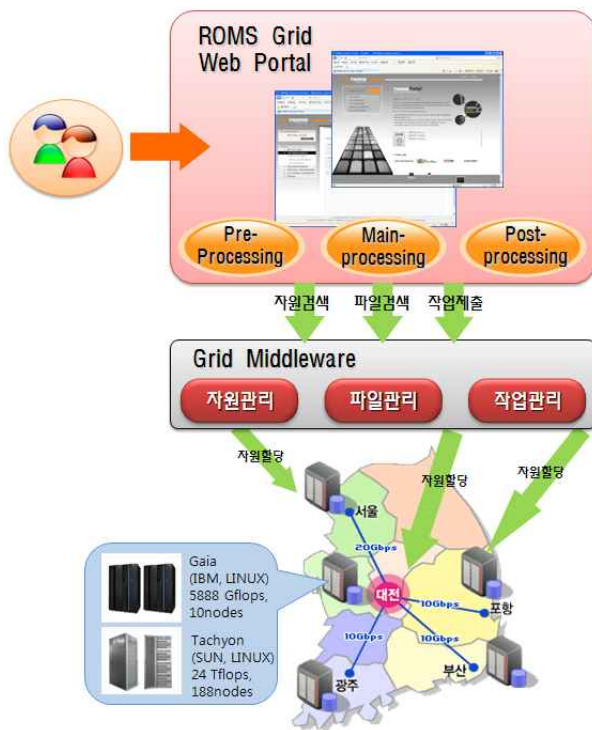 ROMS Grid
Web Portal
Pre-
Processing
Main-
processing
Post-
processing
자원검색
파일검색
작업제출
Grid Middleware
자원관리
파일관리
작업관리
자원할당
자원할당
자원할당
서울
20Gbps
대전
10Gbps
포항
10Gbps
10Gbps
부산
광주
Gaia
(IBM, LINUX)
5888 Gflops,
10nodes
Tachyon
(SUN, LINUX)
24 Tflops,
188nodes